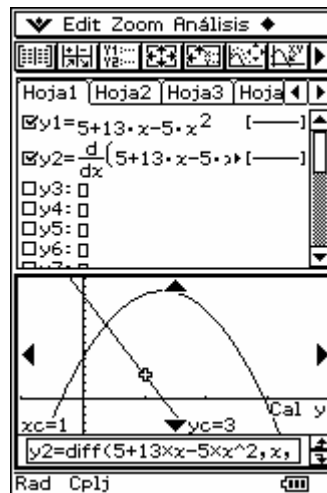 Edit Zoom Análisis ◆
Hoja1 Hoja2 Hoja3 Hoja
y1=5+13·x-5·x^2 [—]
y2=d/dx(5+13·x-5·x [—]
y3:
y4:
y5:
y6:
xc=1 yc=3
Cal y
y2=diff(5+13×x-5×x^2,x,
Rad Cplj